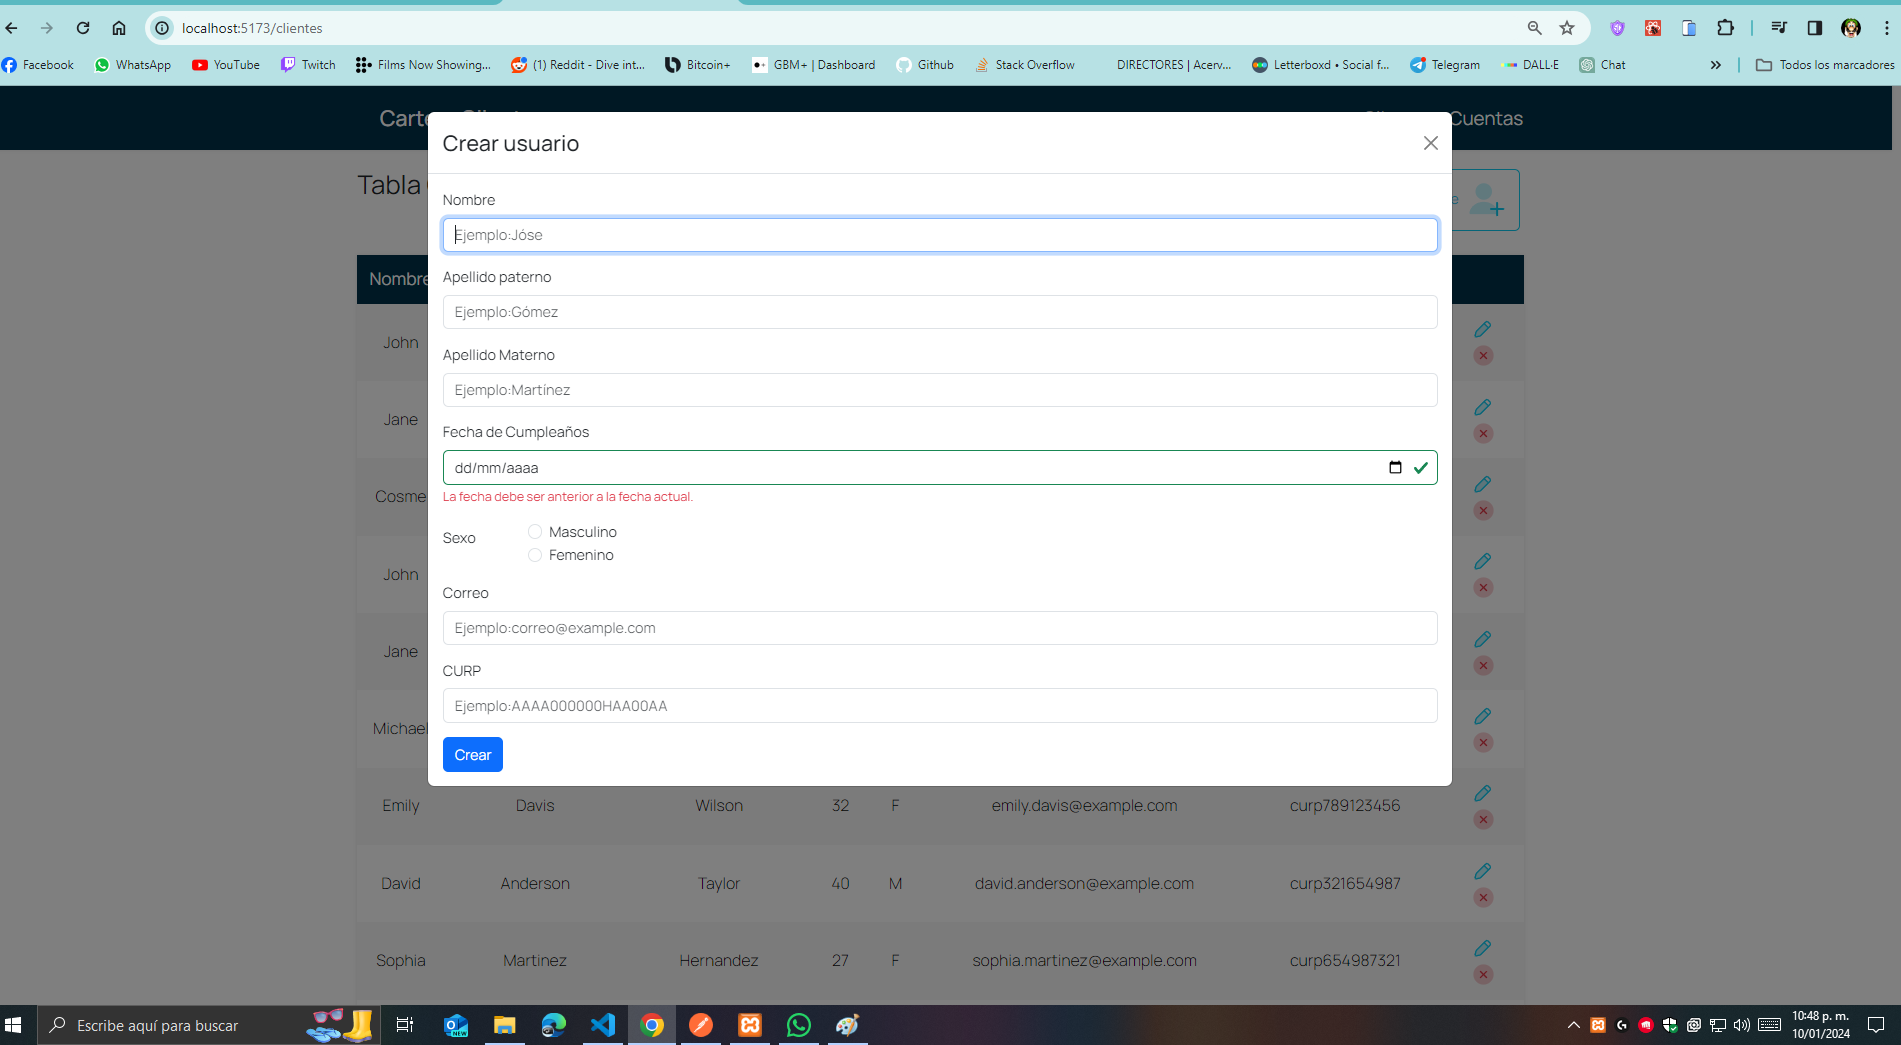 localhost:5173/clientes
Facebook
WhatsApp
YouTube
Twitch
Films Now Showing...
(1) Reddit - Dive int...
Bitcoin+
GBM+ | Dashboard
Github
Stack Overflow
DIRECTORES | Acerv...
Letterboxd • Social f...
Telegram
DALL·E
Chat
»
Todos los marcadores
Cuentas
Crear usuario
Tabla
Nombre
Ejemplo:Jóse
Nombre
Apellido paterno
Ejemplo:Gómez
John
Apellido Materno
Ejemplo:Martínez
Jane
Fecha de Cumpleaños
dd/mm/aaaa
La fecha debe ser anterior a la fecha actual.
Cosme
Sexo
Masculino
Femenino
John
Correo
Ejemplo:correo@example.com
Jane
CURP
Ejemplo:AAAA000000HAA00AA
Michael
Crear
Emily Davis Wilson 32 F emily.davis@example.com curp789123456
David Anderson Taylor 40 M david.anderson@example.com curp321654987
Sophia Martinez Hernandez 27 F sophia.martinez@example.com curp654987321
Escribe aquí para buscar
NEW
10:48 p. m.
10/01/2024